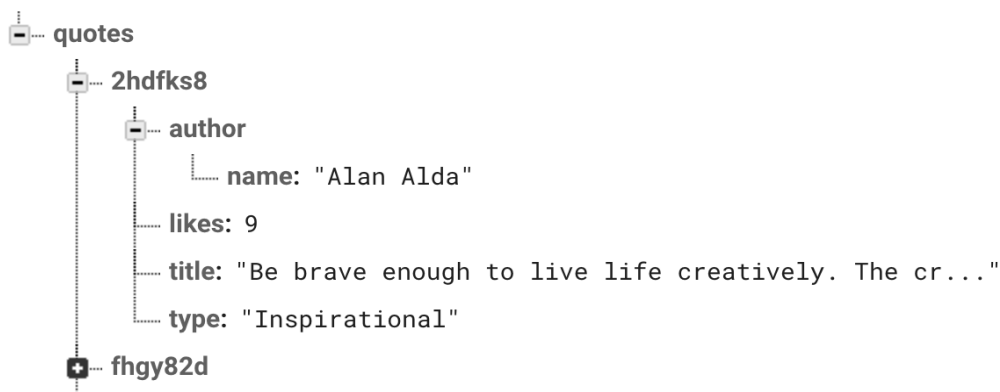 quotes
2hdfks8
author
name: "Alan Alda"
likes: 9
title: "Be brave enough to live life creatively. The cr..."
type: "Inspirational"
fhgy82d